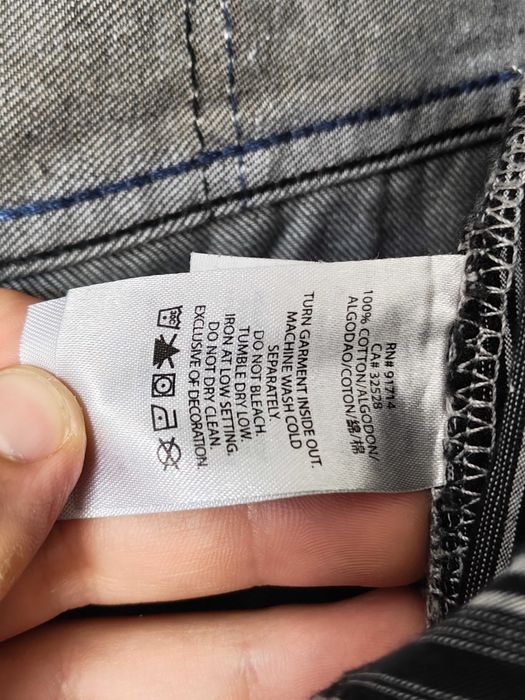 RN# 91714
CA# 32528
100% COTTON/ALGODON/
ALGODAO/COTON/綿/棉
TURN GARMENT INSIDE OUT.
MACHINE WASH COLD
SEPARATELY.
DO NOT BLEACH.
TUMBLE DRY LOW.
IRON AT LOW SETTING.
DO NOT DRY CLEAN.
EXCLUSIVE OF DECORATION.